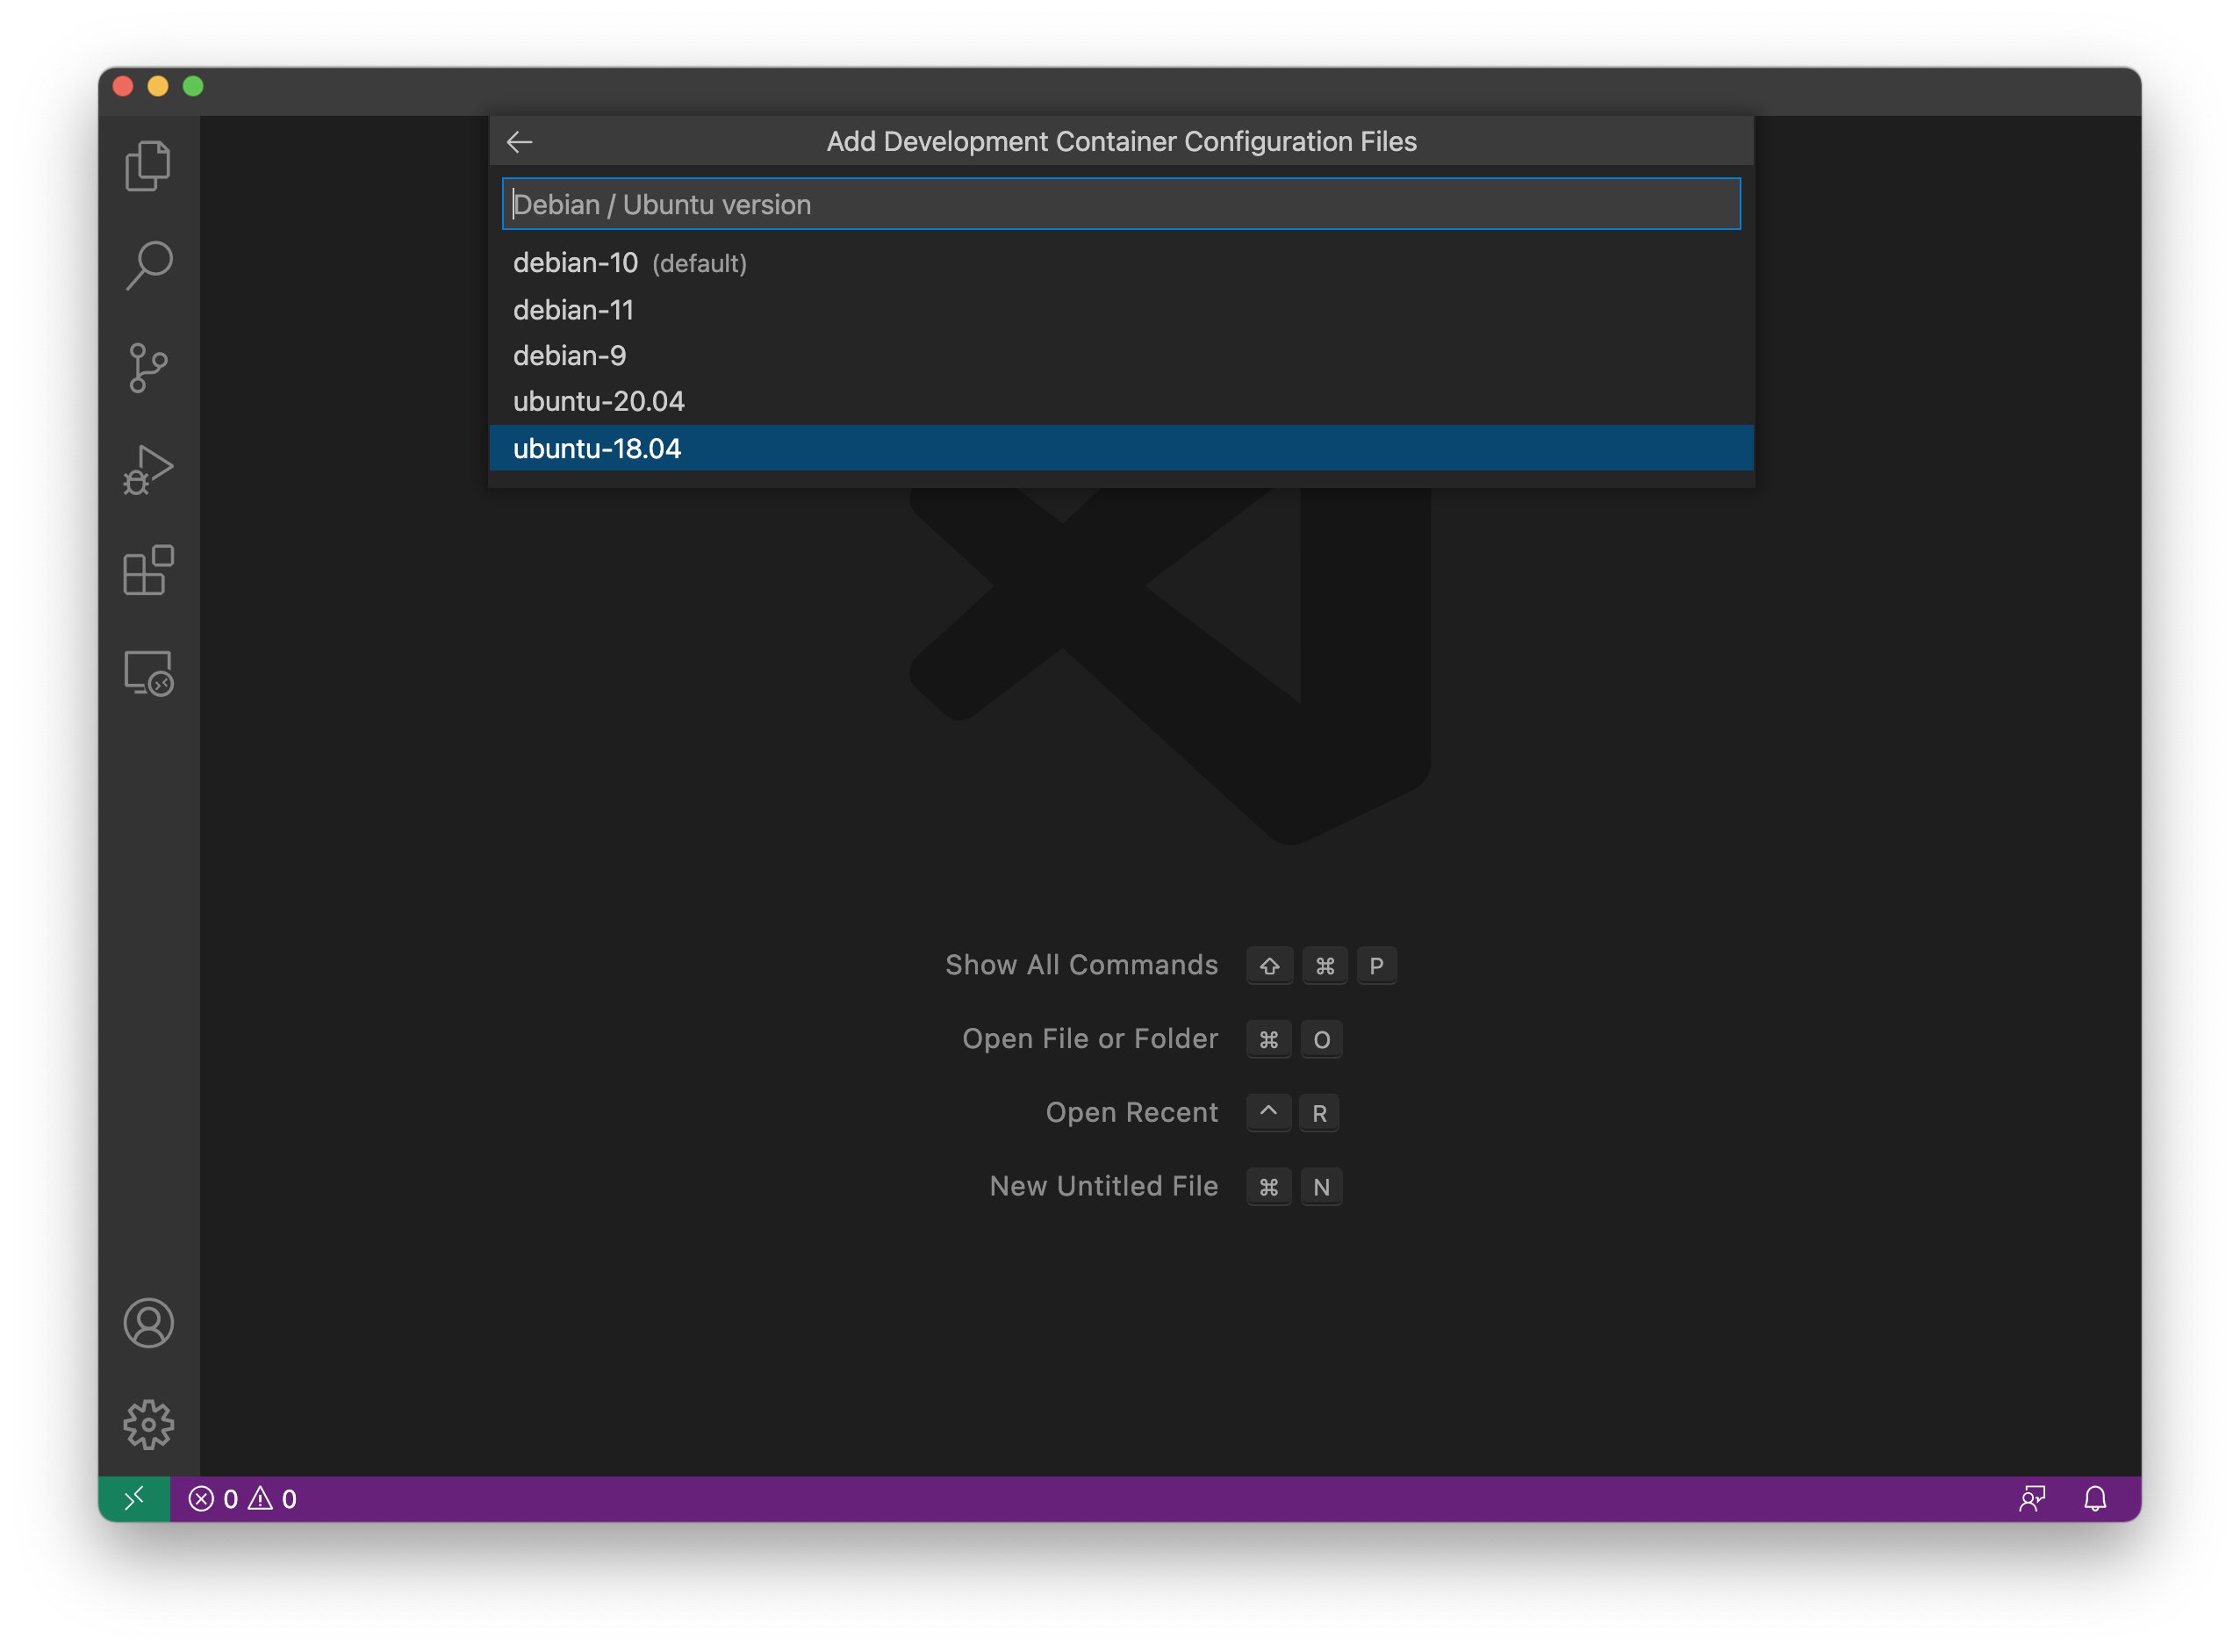 Add Development Container Configuration Files
Debian / Ubuntu version
debian-10 (default)
debian-11
debian-9
ubuntu-20.04
ubuntu-18.04
Show All Commands ⇧ ⌘ P
Open File or Folder ⌘ O
Open Recent ^ R
New Untitled File ⌘ N
0 0